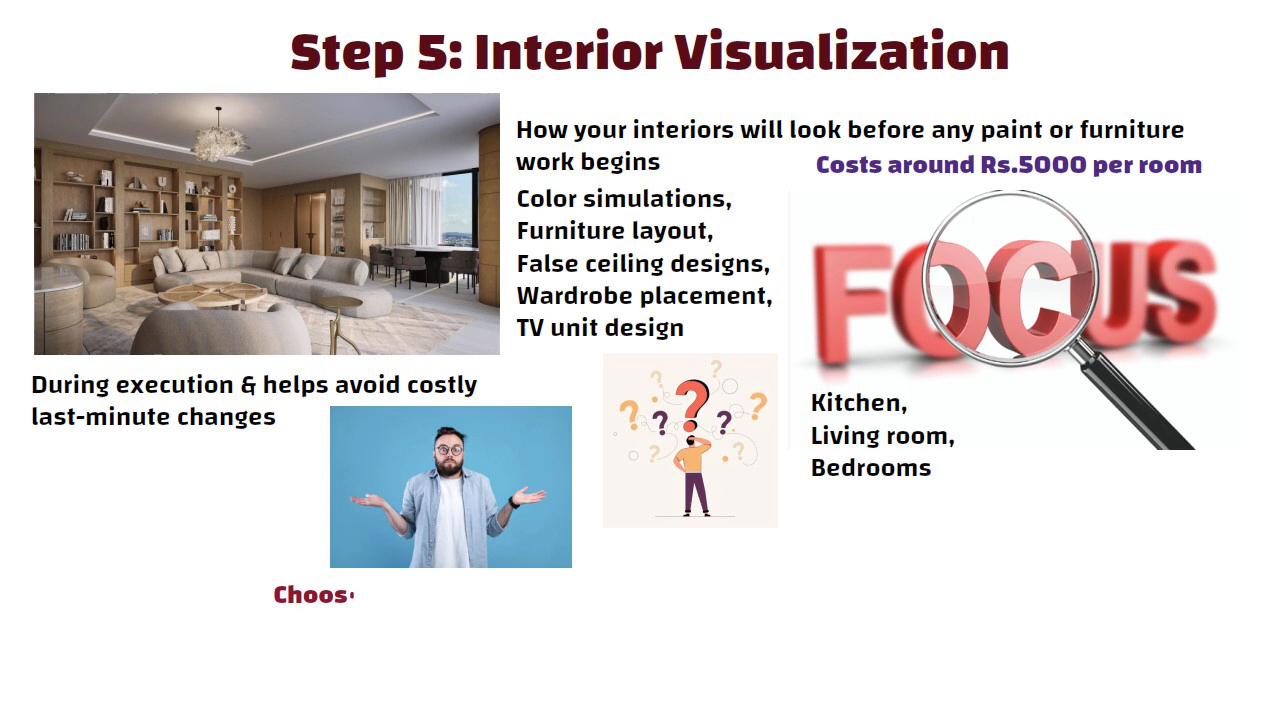 Step 5: Interior Visualization
How your interiors will look before any paint or furniture
work begins
Costs around Rs.5000 per room
Color simulations,
Furniture layout,
False ceiling designs,
Wardrobe placement,
TV unit design
FOCUS
During execution & helps avoid costly
last-minute changes
Kitchen,
Living room,
Bedrooms
Choos